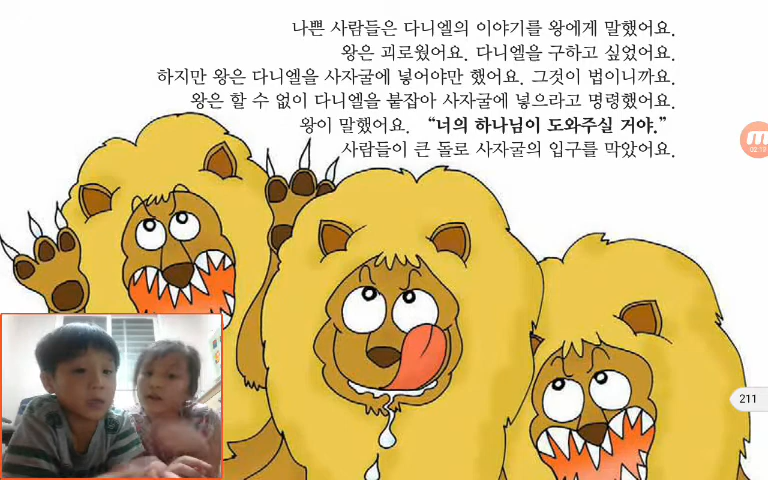 나쁜 사람들은 다니엘의 이야기를 왕에게 말했어요.
왕은 괴로웠어요. 다니엘을 구하고 싶었어요.
하지만 왕은 다니엘을 사자굴에 넣어야만 했어요. 그것이 법이니까요.
왕은 할 수 없이 다니엘을 붙잡아 사자굴에 넣으라고 명령했어요.
왕이 말했어요. “너의 하나님이 도와주실 거야.”
사람들이 큰 돌로 사자굴의 입구를 막았어요.
m
211